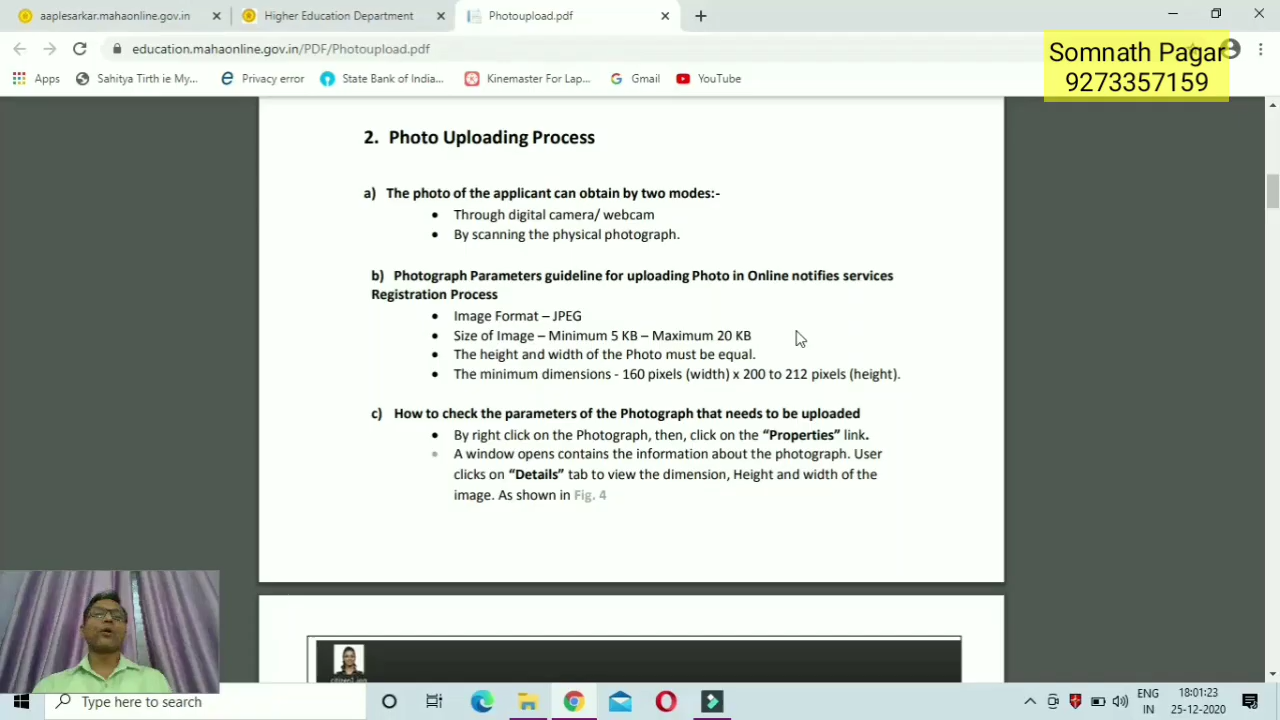 aaplesarkar.mahaonline.gov.in
Higher Education Department
Photoupload.pdf
education.mahaonline.gov.in/PDF/Photoupload.pdf
Somnath Pagar
9273357159
Apps
Sahitya Tirth ie My...
Privacy error
State Bank of India...
Kinemaster For Lap...
Gmail
YouTube
2. Photo Uploading Process
a) The photo of the applicant can obtain by two modes:-
• Through digital camera/ webcam
• By scanning the physical photograph.
b) Photograph Parameters guideline for uploading Photo in Online notifies services
Registration Process
• Image Format – JPEG
• Size of Image – Minimum 5 KB – Maximum 20 KB
• The height and width of the Photo must be equal.
• The minimum dimensions - 160 pixels (width) x 200 to 212 pixels (height).
c) How to check the parameters of the Photograph that needs to be uploaded
• By right click on the Photograph, then, click on the “Properties” link.
• A window opens contains the information about the photograph. User
clicks on “Details” tab to view the dimension, Height and width of the
image. As shown in Fig. 4
citizen1.jpg
Type here to search
ENG
IN
18:01:23
25-12-2020